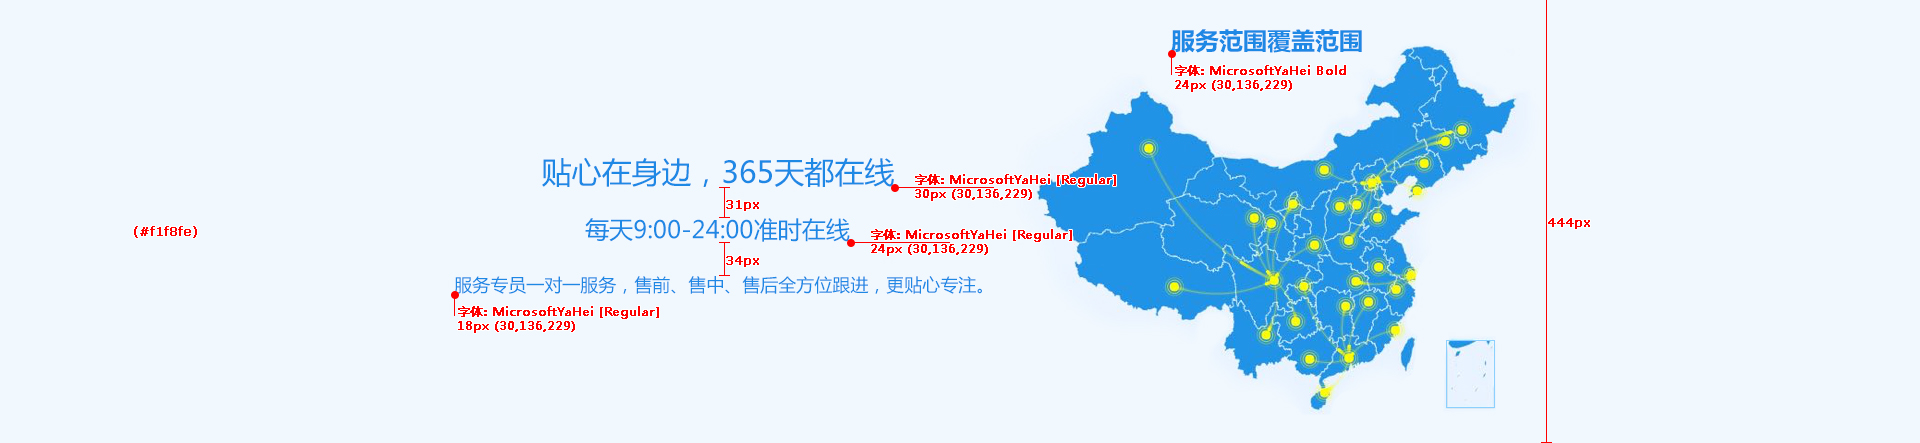 服务范围覆盖范围
字体: MicrosoftYaHei Bold
24px (30,136,229)
贴心在身边，365天都在线
字体: MicrosoftYaHei [Regular]
30px (30,136,229)
31px
每天9:00-24:00准时在线
字体: MicrosoftYaHei [Regular]
24px (30,136,229)
444px
(#f1f8fe)
34px
服务专员一对一服务，售前、售中、售后全方位跟进，更贴心专注。
字体: MicrosoftYaHei [Regular]
18px (30,136,229)